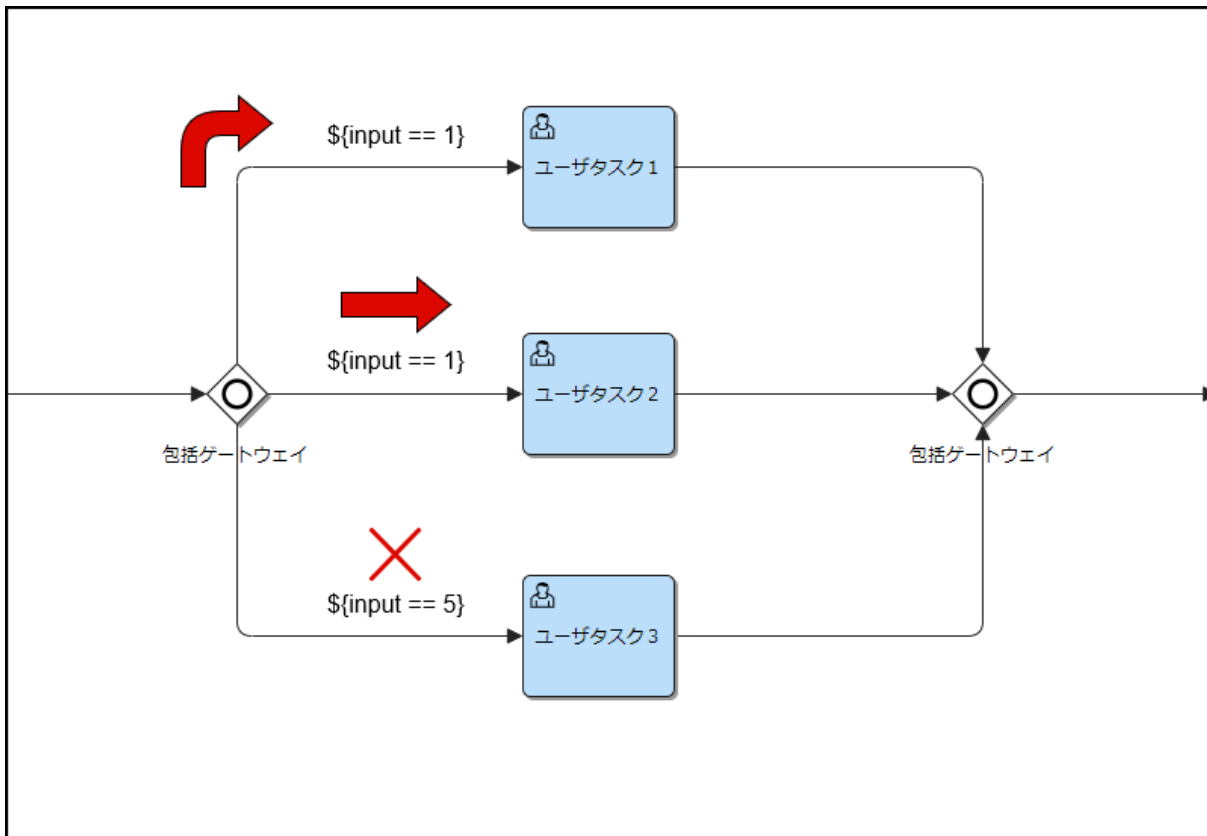 ${input == 1}
ユーザタスク1
${input == 1}
ユーザタスク2
包括ゲートウェイ
包括ゲートウェイ
${input == 5}
ユーザタスク3